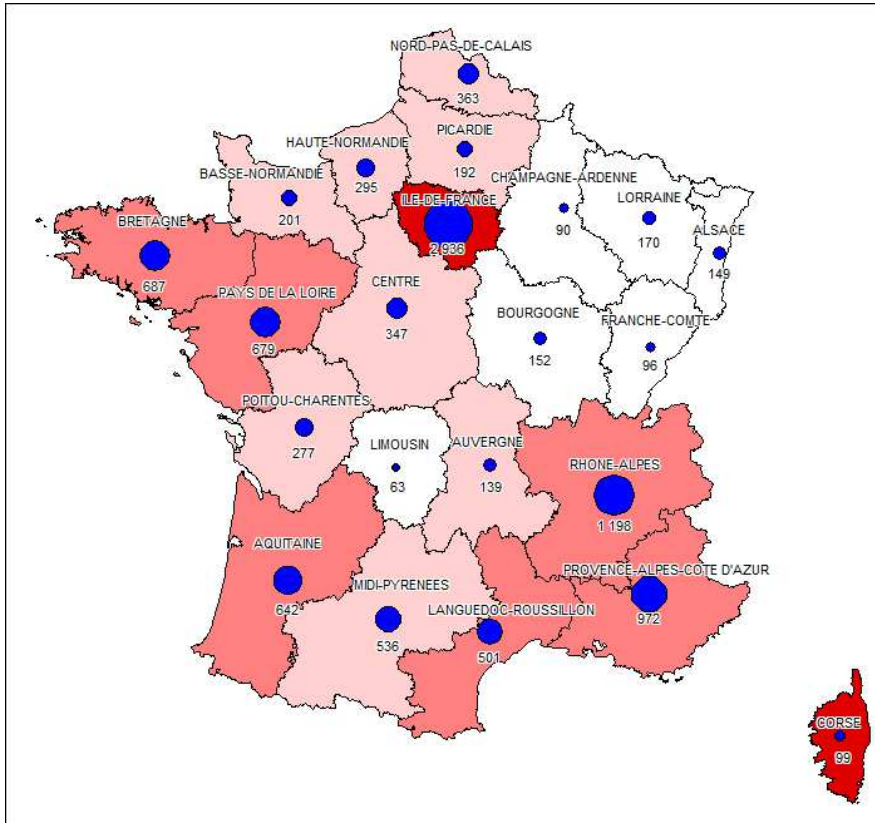 NORD-PAS-DE-CALAIS
363
PICARDIE
192
HAUTE-NORMANDIE
295
BASSE-NORMANDIE
201
ILE-DE-FRANCE
2 936
CHAMPAGNE-ARDENNE
90
LORRAINE
170
ALSACE
149
BRETAGNE
687
PAYS DE LA LOIRE
679
CENTRE
347
BOURGOGNE
152
FRANCHE-COMTE
96
POITOU-CHARENTES
277
LIMOUSIN
63
AUVERGNE
139
RHONE-ALPES
1 198
AQUITAINE
642
MIDI-PYRENEES
536
LANGUEDOC-ROUSSILLON
501
PROVENCE-ALPES-COTE D'AZUR
972
CORSE
99